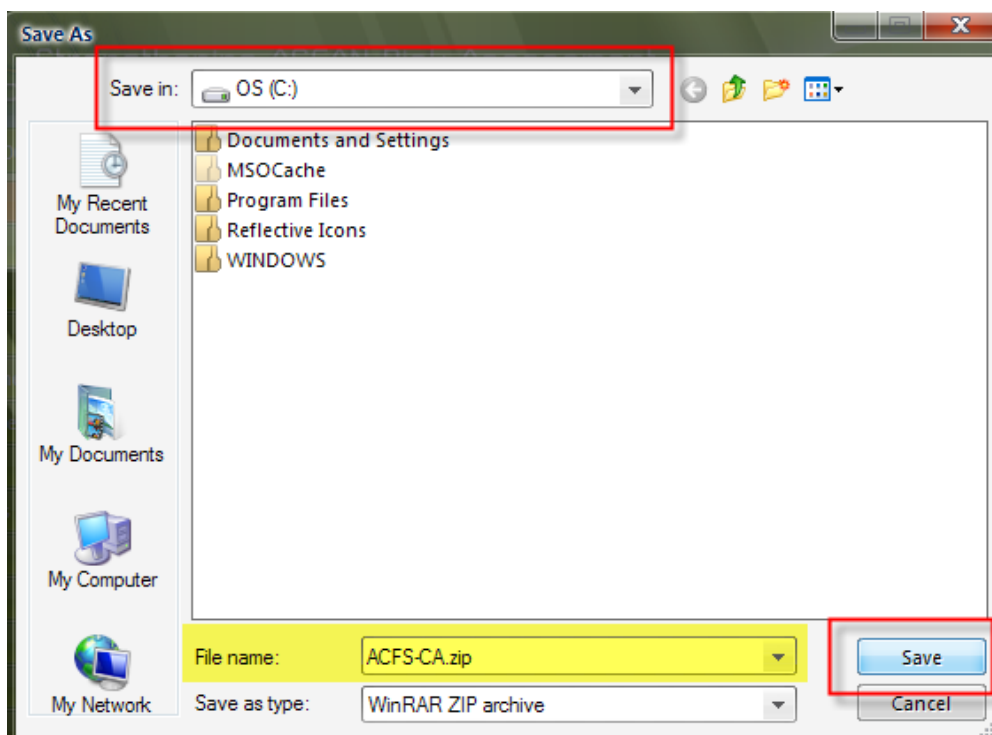 Save As
Save in: OS (C:)
Documents and Settings
MSOCache
Program Files
Reflective Icons
WINDOWS
My Recent
Documents
Desktop
My Documents
My Computer
My Network
File name: ACFS-CA.zip Save
Save as type: WinRAR ZIP archive Cancel